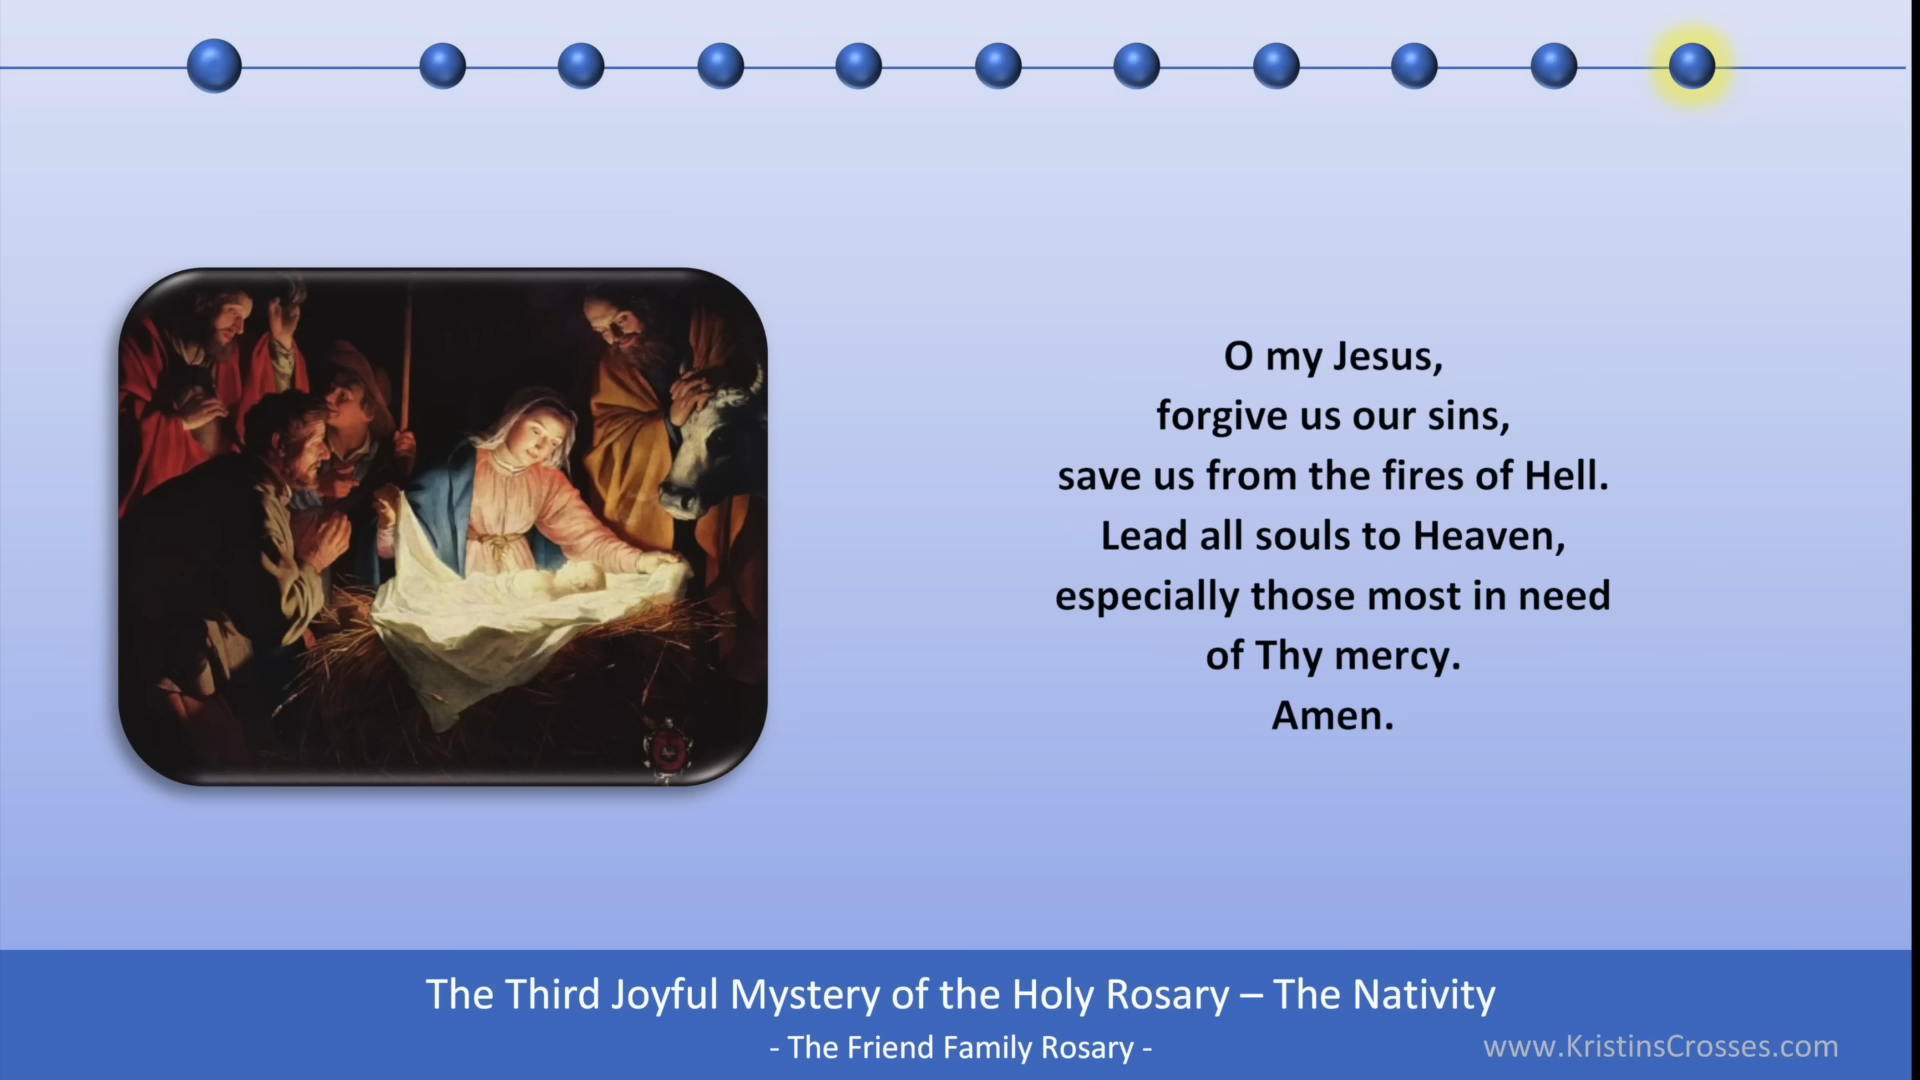 O my Jesus,
forgive us our sins,
save us from the fires of Hell.
Lead all souls to Heaven,
especially those most in need
of Thy mercy.
Amen.
The Third Joyful Mystery of the Holy Rosary – The Nativity
- The Friend Family Rosary -
www.KristinsCrosses.com